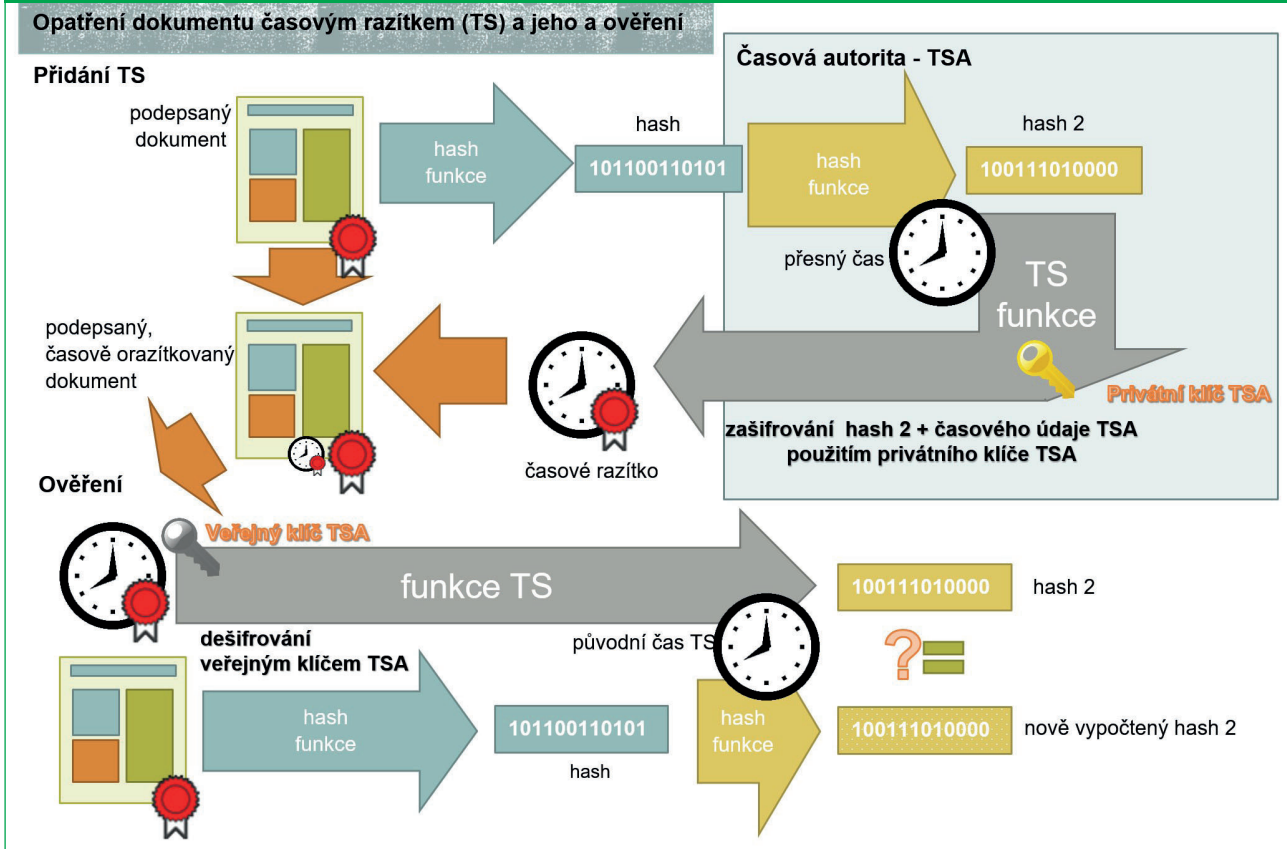 Opatření dokumentu časovým razítkem (TS) a jeho a ověření
Přidání TS
podepsaný
dokument
hash
funkce
hash
101100110101
Časová autorita - TSA
hash
funkce
hash 2
100111010000
přesný čas
TS
funkce
Privátní klíč TSA
zašifrování hash 2 + časového údaje TSA
použitím privátního klíče TSA
časové razítko
podepsaný,
časově orazítkovaný
dokument
Ověření
Veřejný klíč TSA
funkce TS
100111010000
hash 2
dešifrování
veřejným klíčem TSA
původní čas TS
?=
hash
funkce
101100110101
hash
hash
funkce
100111010000
nově vypočtený hash 2